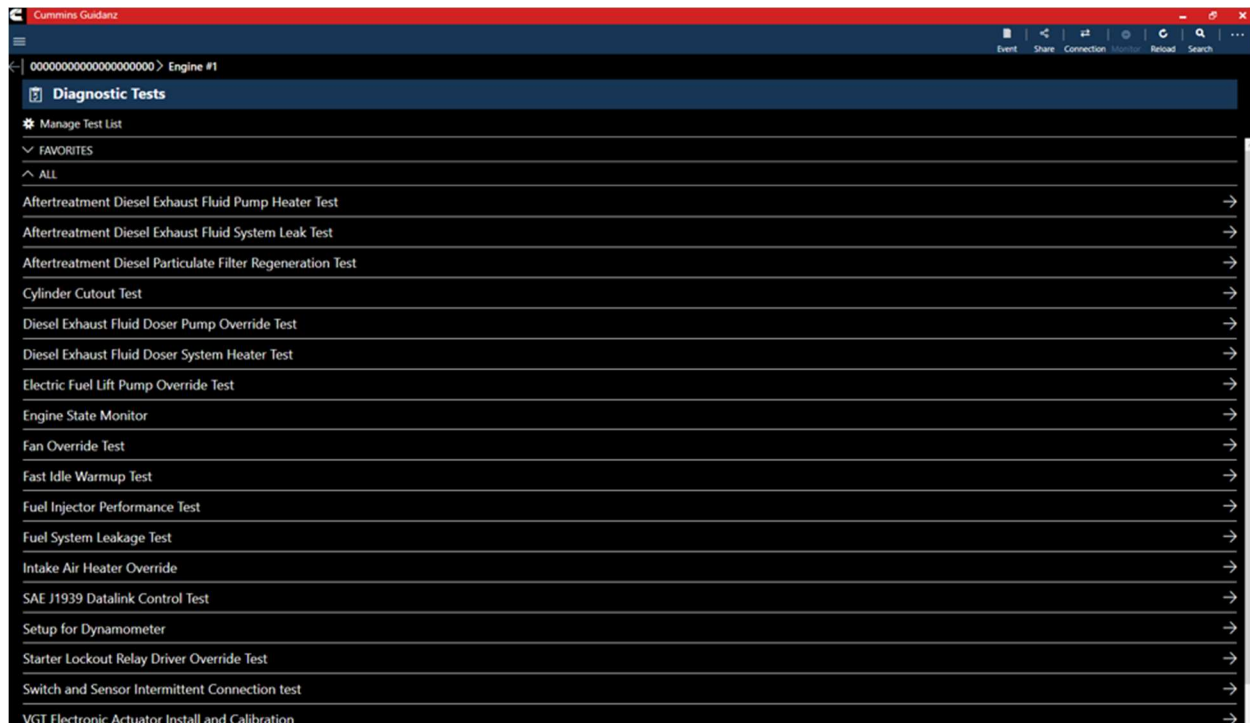 Cummins Guidanz
Event Share Connection Monitor Reload Search
00000000000000000000 > Engine #1
Diagnostic Tests
Manage Test List
FAVORITES
ALL
Aftertreatment Diesel Exhaust Fluid Pump Heater Test
Aftertreatment Diesel Exhaust Fluid System Leak Test
Aftertreatment Diesel Particulate Filter Regeneration Test
Cylinder Cutout Test
Diesel Exhaust Fluid Doser Pump Override Test
Diesel Exhaust Fluid Doser System Heater Test
Electric Fuel Lift Pump Override Test
Engine State Monitor
Fan Override Test
Fast Idle Warmup Test
Fuel Injector Performance Test
Fuel System Leakage Test
Intake Air Heater Override
SAE J1939 Datalink Control Test
Setup for Dynamometer
Starter Lockout Relay Driver Override Test
Switch and Sensor Intermittent Connection test
VGT Electronic Actuator Install and Calibration